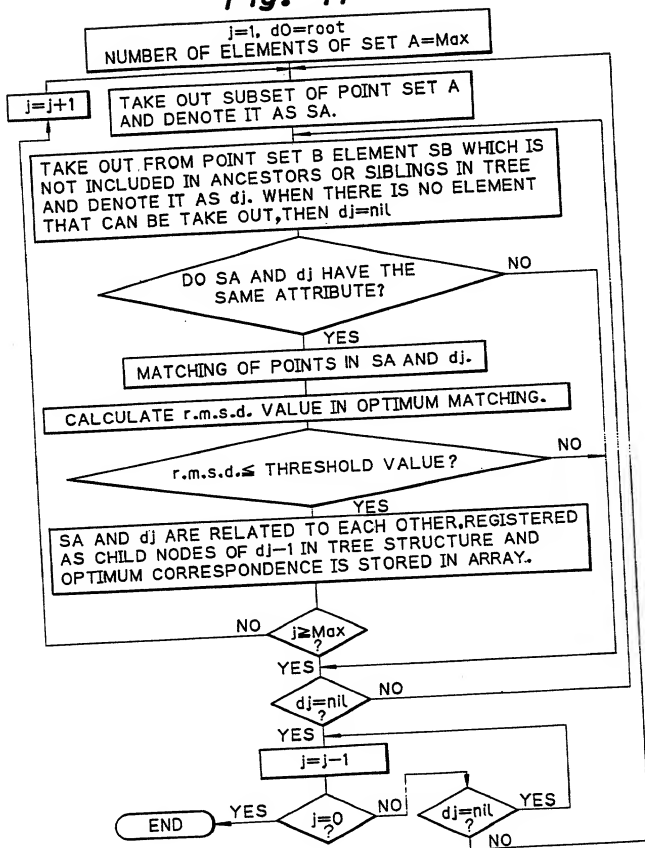 j=1, d0=root
NUMBER OF ELEMENTS OF SET A=Max
j=j+1
TAKE OUT SUBSET OF POINT SET A
AND DENOTE IT AS SA.
TAKE OUT FROM POINT SET B ELEMENT SB WHICH IS
NOT INCLUDED IN ANCESTORS OR SIBLINGS IN TREE
AND DENOTE IT AS dj. WHEN THERE IS NO ELEMENT
THAT CAN BE TAKE OUT, THEN dj=nil
DO SA AND dj HAVE THE
SAME ATTRIBUTE?
NO
YES
MATCHING OF POINTS IN SA AND dj.
CALCULATE r.m.s.d. VALUE IN OPTIMUM MATCHING.
r.m.s.d.≦ THRESHOLD VALUE?
NO
YES
SA AND dj ARE RELATED TO EACH OTHER, REGISTERED
AS CHILD NODES OF dj-1 IN TREE STRUCTURE AND
OPTIMUM CORRESPONDENCE IS STORED IN ARRAY.
NO
j≧Max
?
YES
dj=nil
?
NO
YES
j=j-1
END
YES
j=0
?
NO
dj=nil
?
YES
NO